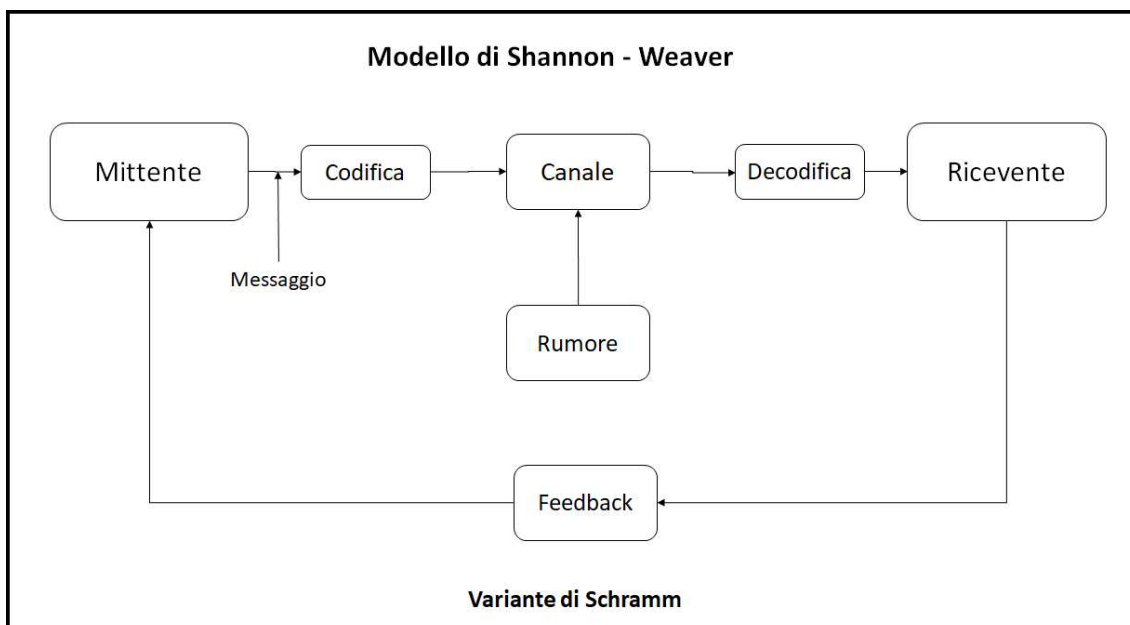 Modello di Shannon - Weaver
Mittente
Codifica
Canale
Decodifica
Ricevente
Messaggio
Rumore
Feedback
Variante di Schramm